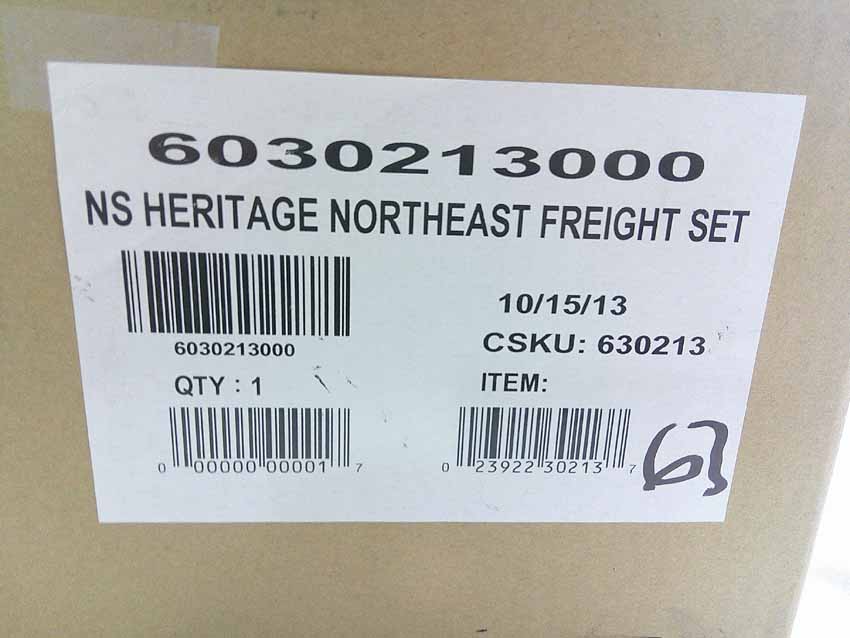 6030213000
NS HERITAGE NORTHEAST FREIGHT SET
6030213000
10/15/13
CSKU: 630213
QTY : 1
ITEM:
0 00000 00001 7
0 23922 30213 7
63